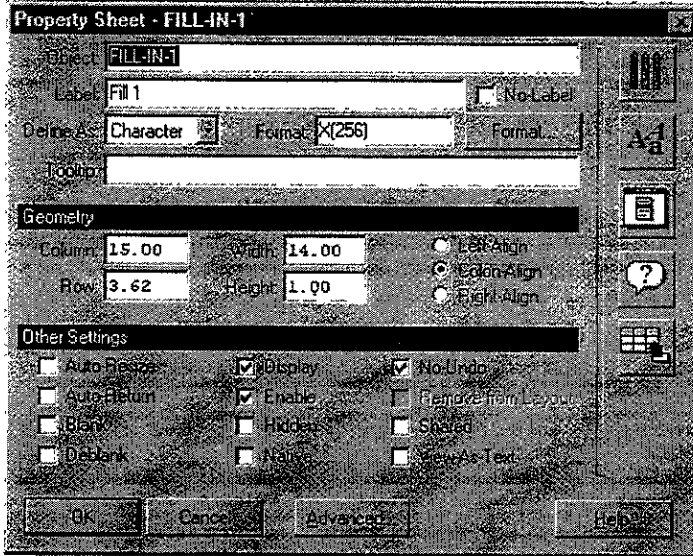 Property Sheet - FILL-IN-1
Object: FILL-IN-1
Label: Fill 1 No-Label
Define As: Character Format: X(256) Format...
Tooltip:
Geometry
Column: 15.00 Width: 14.00 Left-Align
Colon-Align
Row: 3.62 Height: 1.00 Right-Align
Other Settings
Auto Resize Display No-Undo
Auto-Return Enable Remove from Layout
Blank Hidden Shared
Deblank Native View-As-Text
OK Cancel Advanced... Help